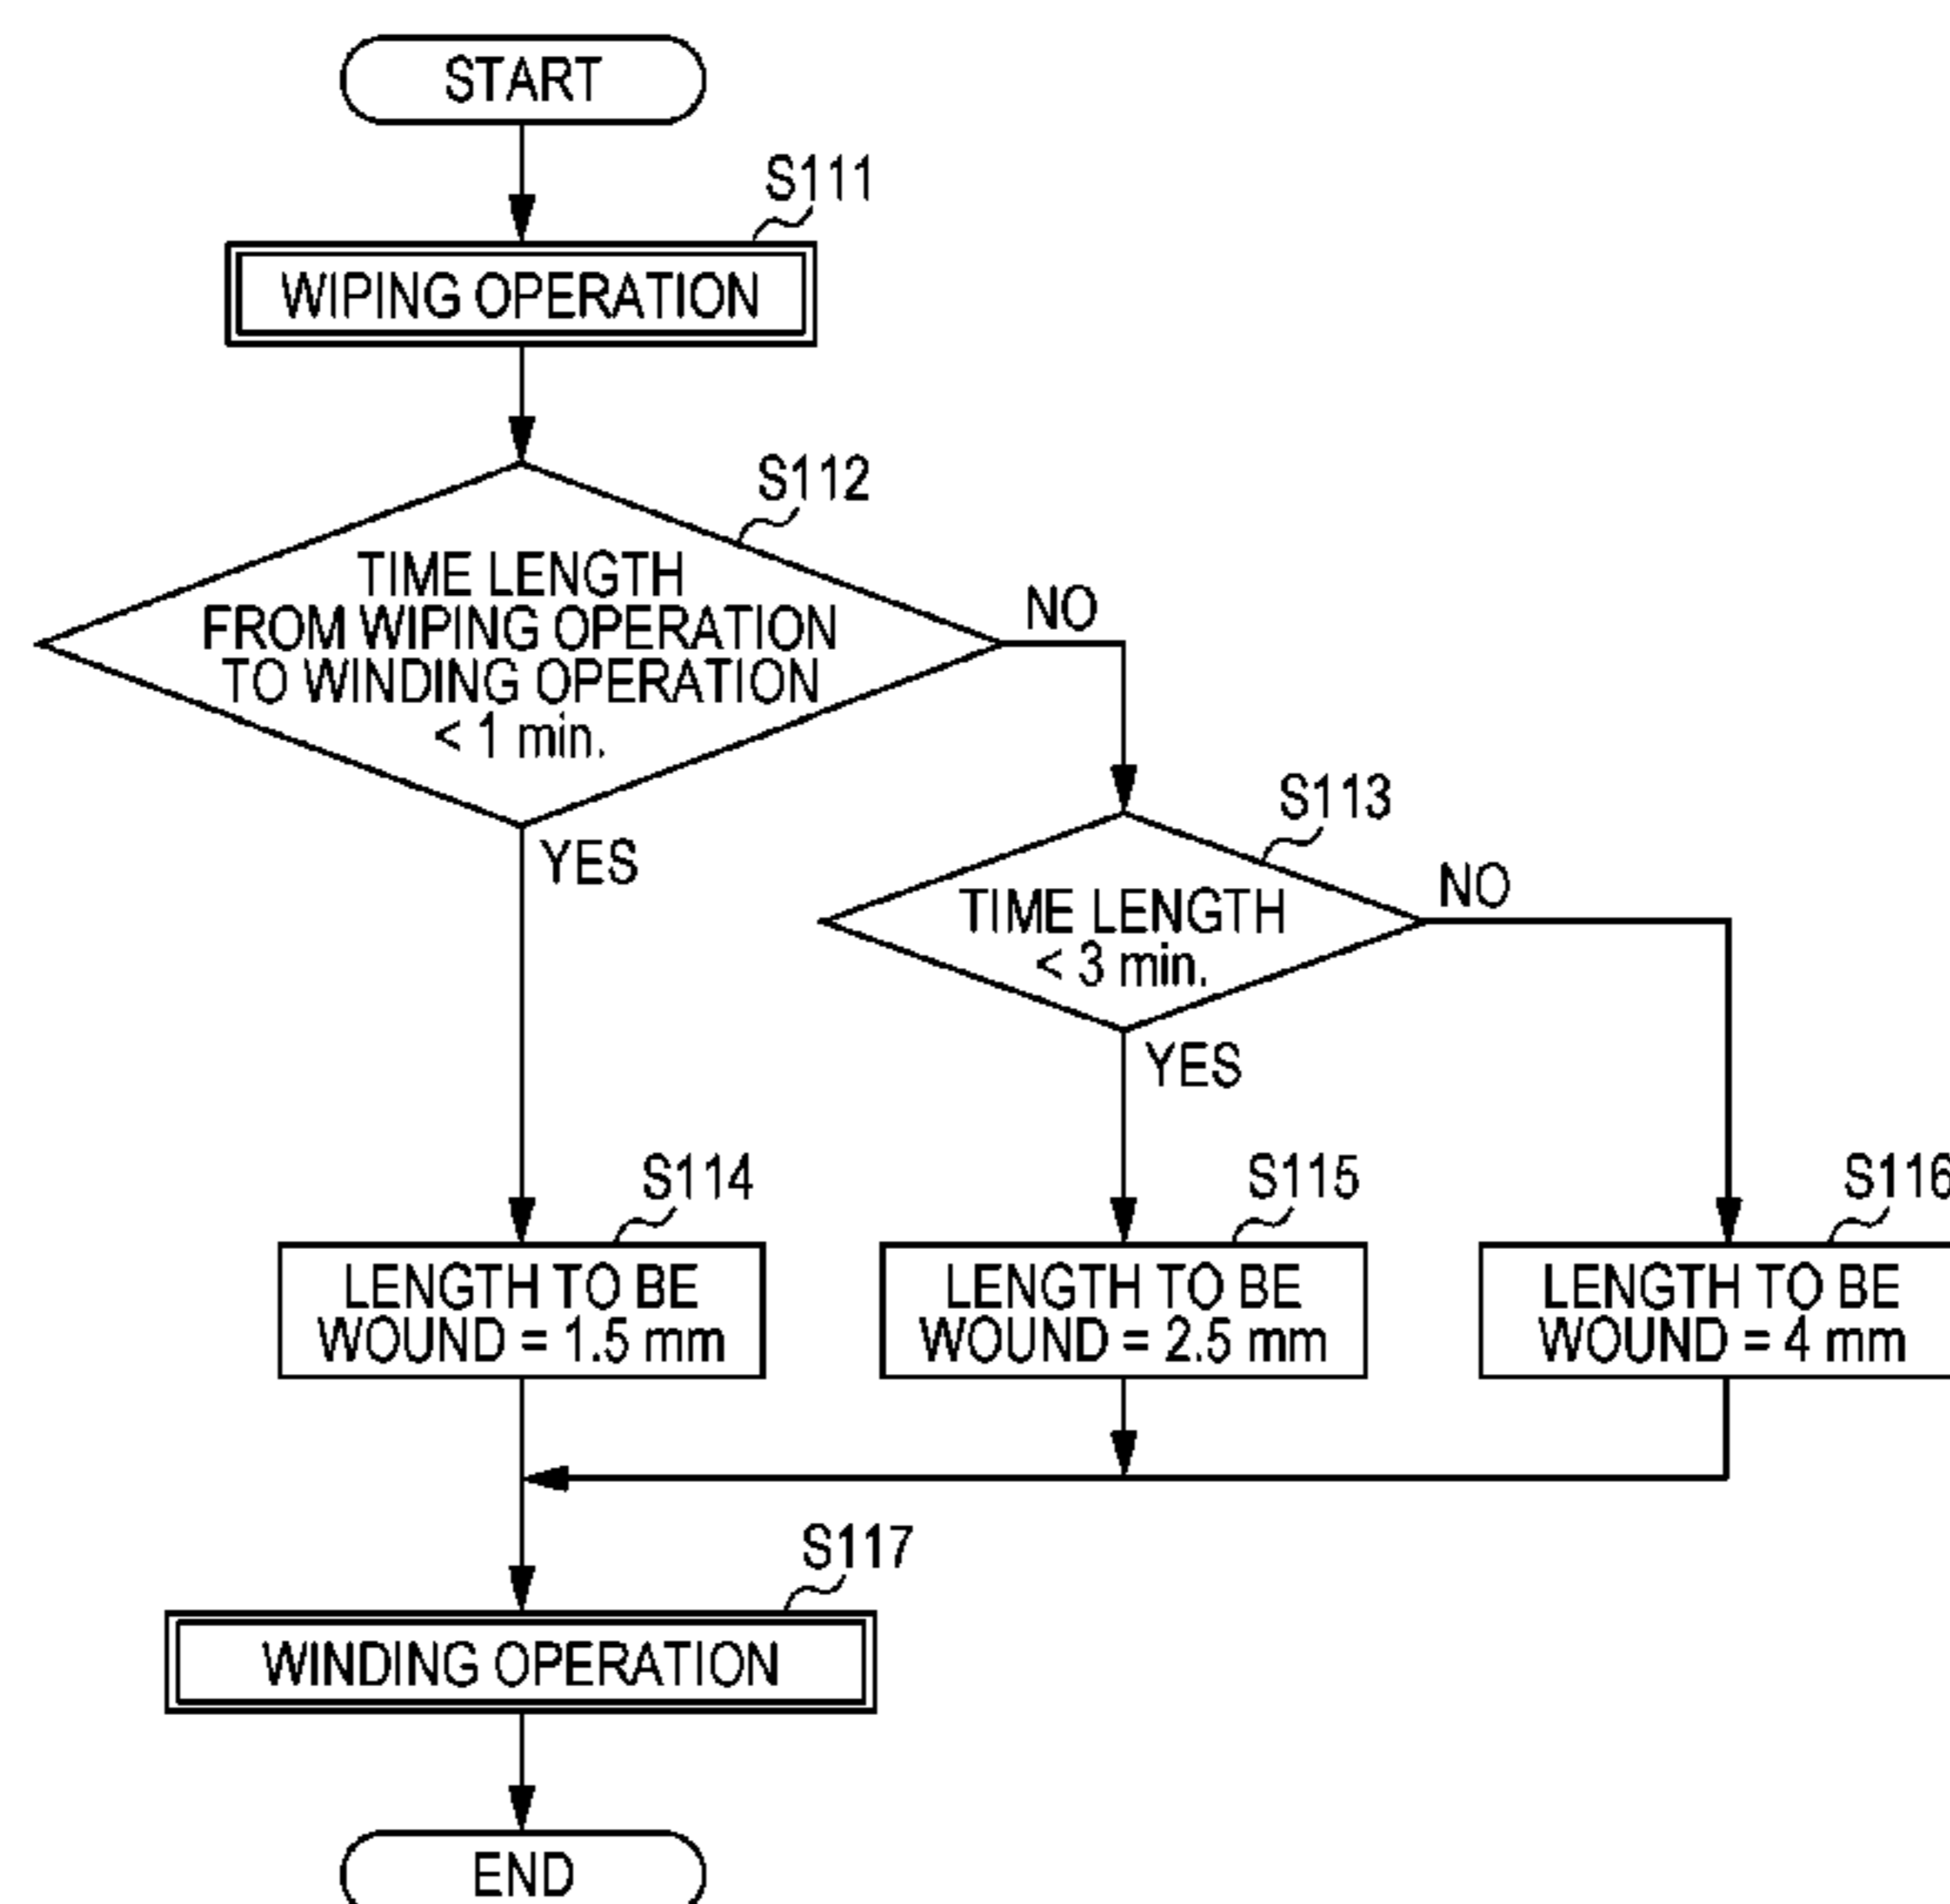 START
S111
WIPING OPERATION
S112
TIME LENGTH
FROM WIPING OPERATION
TO WINDING OPERATION
< 1 min.
NO
YES
S113
TIME LENGTH
< 3 min.
NO
YES
S114
LENGTH TO BE
WOUND = 1.5 mm
S115
LENGTH TO BE
WOUND = 2.5 mm
S116
LENGTH TO BE
WOUND = 4 mm
S117
WINDING OPERATION
END